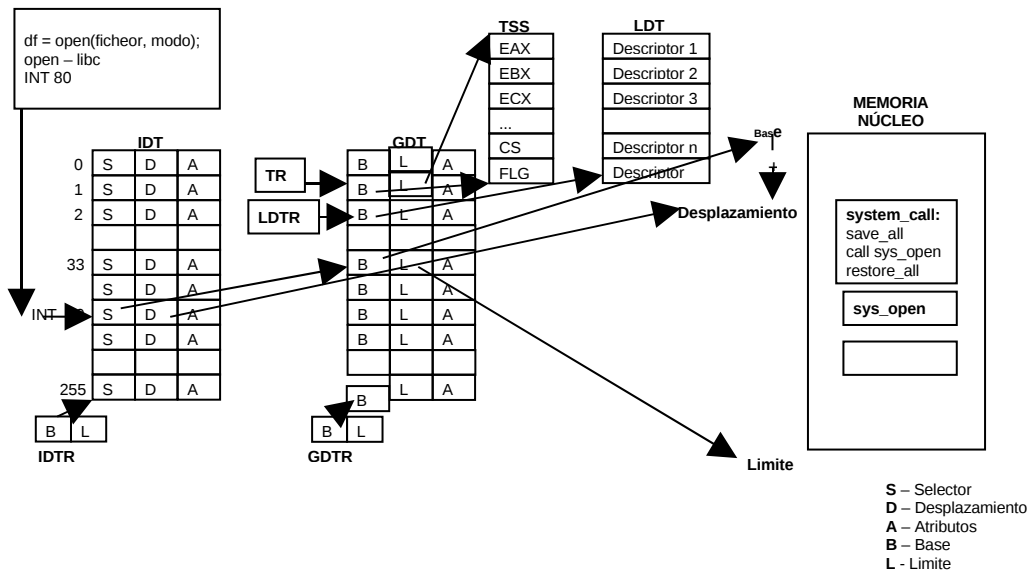 df = open(ficheor, modo);
open – libc
INT 80
TSS
EAX
EBX
ECX
...
CS
FLG
LDT
Descriptor 1
Descriptor 2
Descriptor 3
Descriptor n
Descriptor
MEMORIA
NÚCLEO
Base
+
Desplazamiento
system_call:
save_all
call sys_open
restore_all
sys_open
IDT
0 S D A
1 S D A
2 S D A
33 S D A
S D A
INT S D A
S D A
255 S D A
B L
IDTR
TR
LDTR
GDT
B L A
B L A
B L A
B L A
B L A
B L A
B L A
B L A
B L
GDTR
Limite
S – Selector
D – Desplazamiento
A – Atributos
B – Base
L - Limite